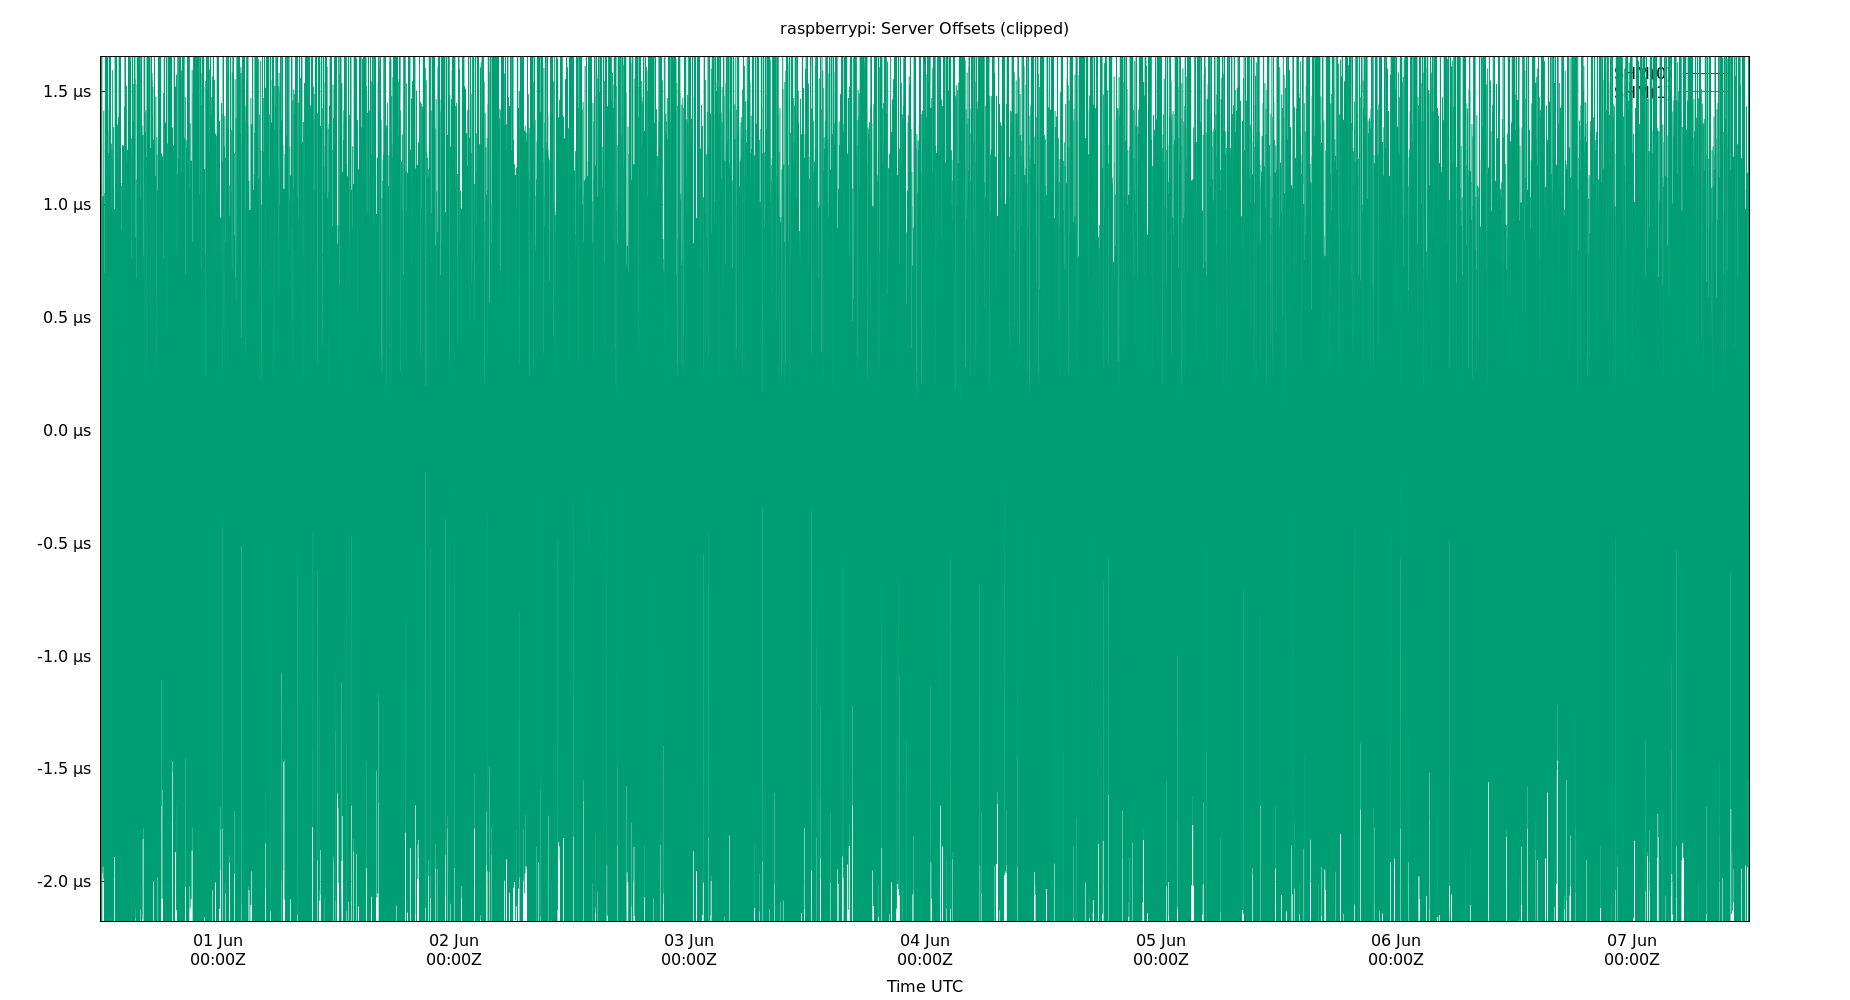 raspberrypi: Server Offsets (clipped)
1.5 µs
1.0 µs
0.5 µs
0.0 µs
-0.5 µs
-1.0 µs
-1.5 µs
-2.0 µs
01 Jun 02 Jun 03 Jun 04 Jun 05 Jun 06 Jun 07 Jun
00:00Z 00:00Z 00:00Z 00:00Z 00:00Z 00:00Z 00:00Z
Time UTC